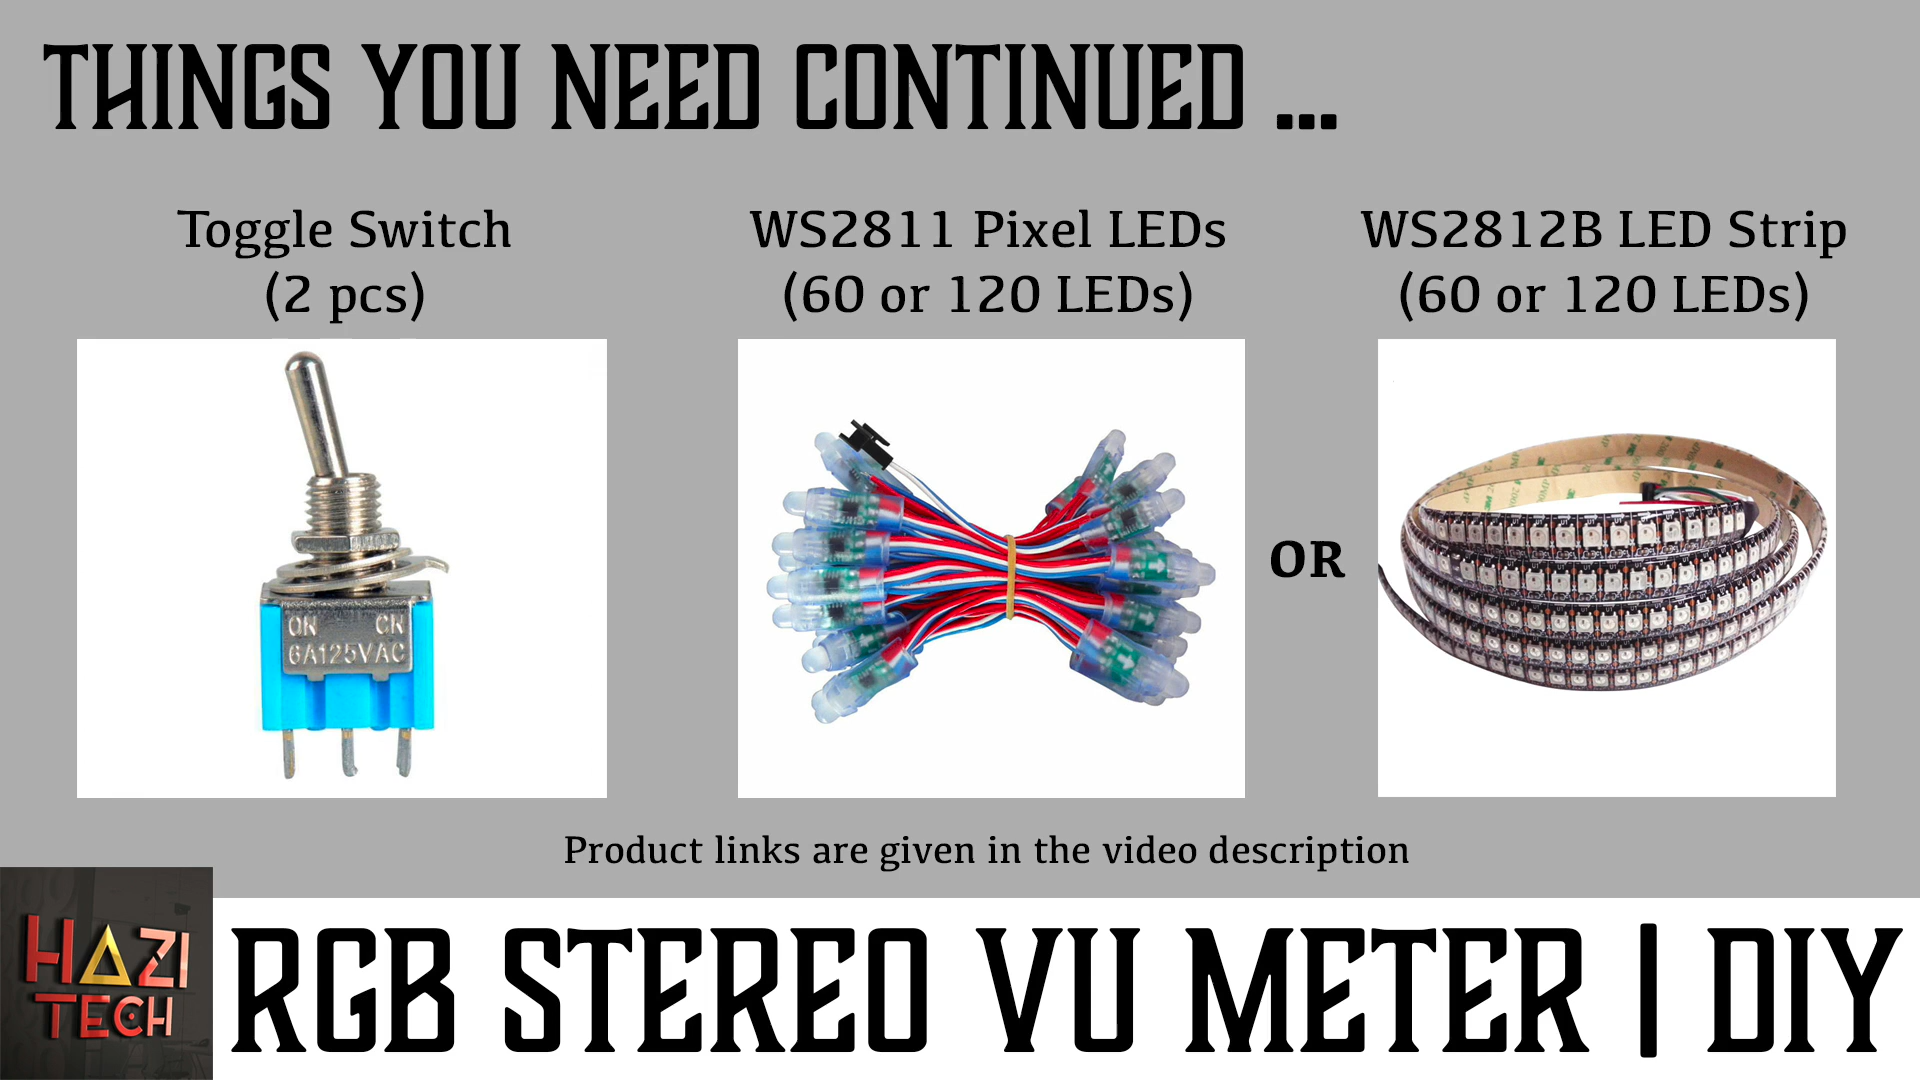 THINGS YOU NEED CONTINUED ...
Toggle Switch
(2 pcs)
WS2811 Pixel LEDs
(60 or 120 LEDs)
WS2812B LED Strip
(60 or 120 LEDs)
ON ON
6A125VAC
OR
Product links are given in the video description
HAZI
TECH
RGB STEREO VU METER | DIY